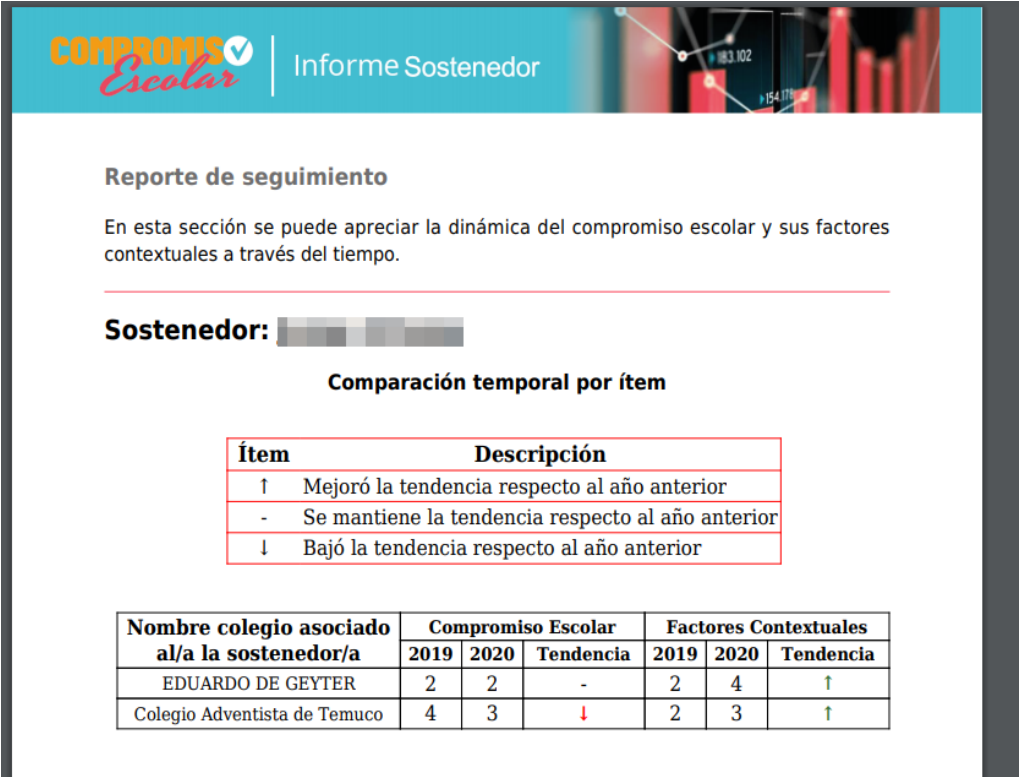 COMPROMISO
Escolar
Informe Sostenedor
183.102
154.178
Reporte de seguimiento
En esta sección se puede apreciar la dinámica del compromiso escolar y sus factores
contextuales a través del tiempo.
Sostenedor:
Comparación temporal por ítem
Ítem Descripción
↑ Mejoró la tendencia respecto al año anterior
- Se mantiene la tendencia respecto al año anterior
↓ Bajó la tendencia respecto al año anterior
Nombre colegio asociado Compromiso Escolar Factores Contextuales
al/a la sostenedor/a 2019 2020 Tendencia 2019 2020 Tendencia
EDUARDO DE GEYTER 2 2 - 2 4 ↑
Colegio Adventista de Temuco 4 3 ↓ 2 3 ↑